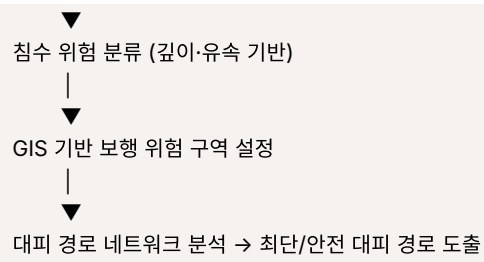 ▼
침수 위험 분류 (깊이·유속 기반)
│
▼
GIS 기반 보행 위험 구역 설정
│
▼
대피 경로 네트워크 분석 → 최단/안전 대피 경로 도출